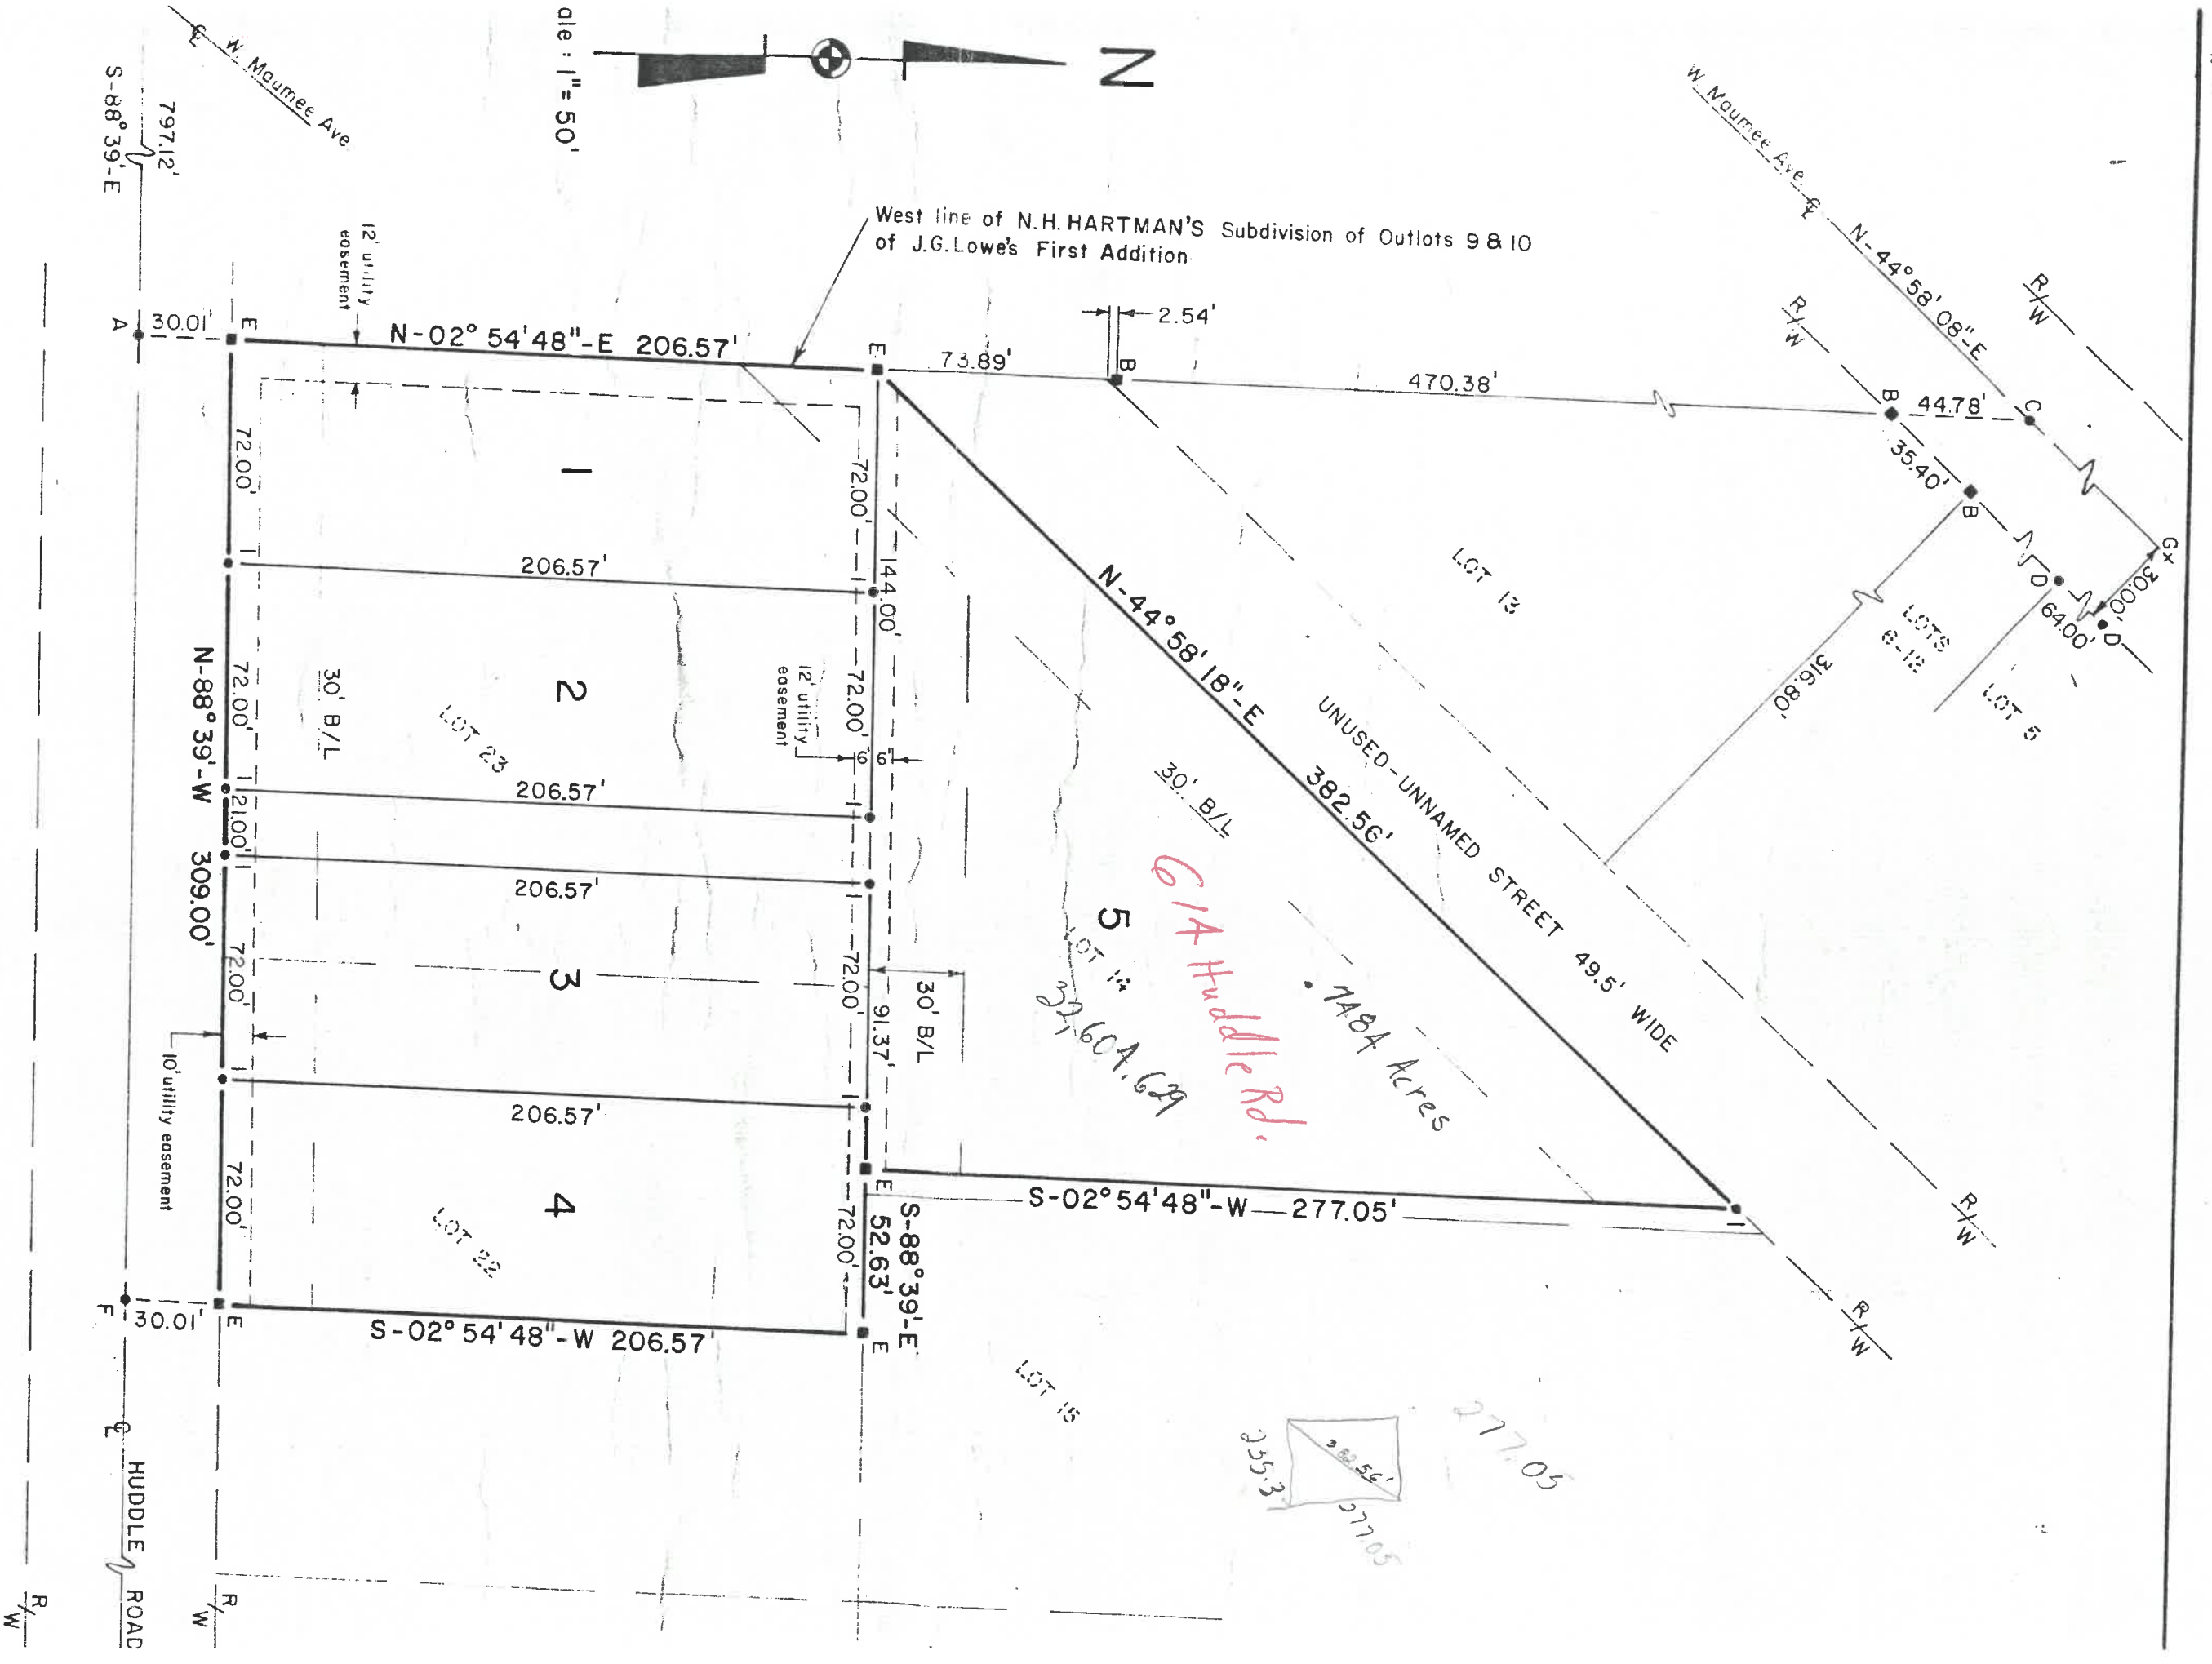 W. Maumee Ave
℄
797.12'
S-88°39'-E
Scale: 1"=50'
N
West line of N.H. HARTMAN'S Subdivision of Outlots 9 & 10
of J.G. Lowe's First Addition
W Maumee Ave.
℄
N-44°58'08"-E
R/W
R/W
12' utility
easement
A
30.01'
E
N-02°54'48"-E 206.57'
E
73.89'
2.54'
B
470.38'
B
44.78'
C
35.40'
B
D
64.00'
D
30.00'
Gx
LOTS
6-12
LOT 5
316.80'
LOT 13
72.00'
1
72.00'
206.57'
144.00'
N-44°58'18"-E
382.56'
UNUSED-UNNAMED STREET 49.5' WIDE
72.00'
30' B/L
2
LOT 23
12' utility
easement
72.00'
6'
6'
206.57'
30' B/L
N-88°39'-W 309.00'
21.00'
206.57'
5
614 Huddle Rd.
.7484 Acres
32,604.629
72.00'
3
72.00'
91.37'
30' B/L
10' utility easement
206.57'
S-02°54'48"-W 277.05'
R/W
72.00'
4
LOT 22
72.00'
E
52.63'
S-88°39'-E
F
30.01'
E
S-02°54'48"-W 206.57'
E
LOT 15
R/W
277.05
382.56'
277.05
℄
HUDDLE ROAD
R/W
R/W